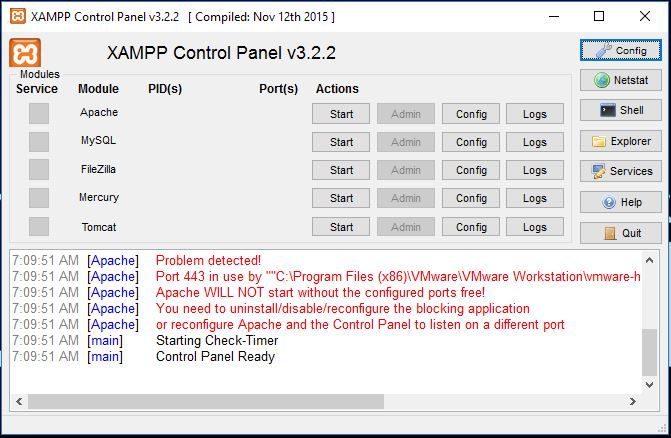 XAMPP Control Panel v3.2.2 [ Compiled: Nov 12th 2015 ]
XAMPP Control Panel v3.2.2
Config
Modules
Service Module PID(s) Port(s) Actions
Netstat
Apache Start Admin Config Logs
Shell
MySQL Start Admin Config Logs
Explorer
FileZilla Start Admin Config Logs
Services
Mercury Start Admin Config Logs
Help
Tomcat Start Admin Config Logs
Quit
7:09:51 AM [Apache] Problem detected!
7:09:51 AM [Apache] Port 443 in use by ""C:\Program Files (x86)\VMware\VMware Workstation\vmware-h
7:09:51 AM [Apache] Apache WILL NOT start without the configured ports free!
7:09:51 AM [Apache] You need to uninstall/disable/reconfigure the blocking application
7:09:51 AM [Apache] or reconfigure Apache and the Control Panel to listen on a different port
7:09:51 AM [main] Starting Check-Timer
7:09:51 AM [main] Control Panel Ready